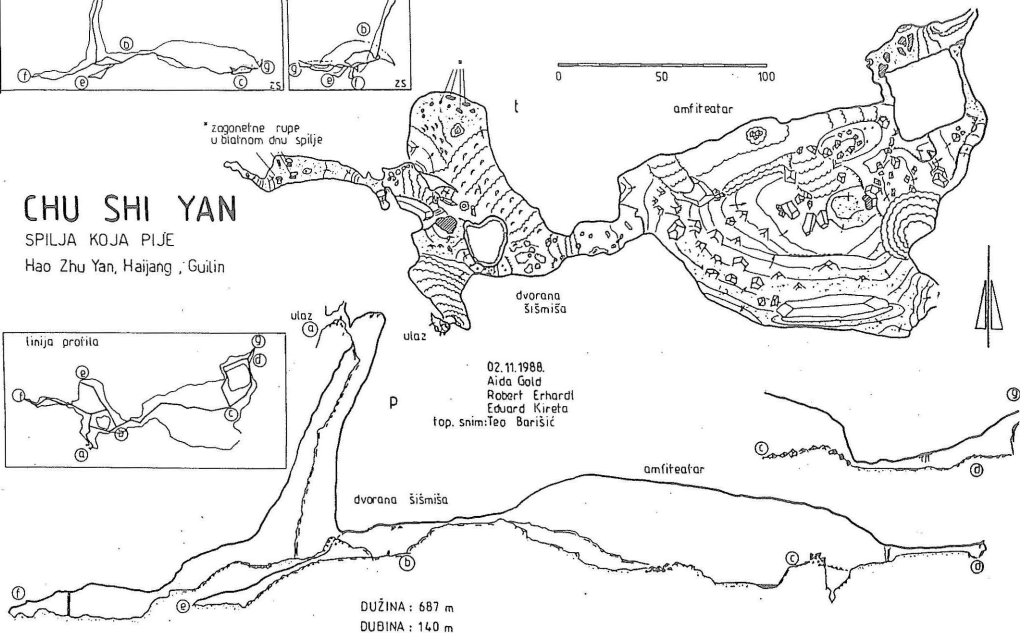 f
b
e
c
g
zs
b
g
e
f
zs
0 50 100
t
amfiteatar
* zagonetne rupe
u blatnom dnu spilje
CHU SHI YAN
SPILJA KOJA PIJE
Hao Zhu Yan, Haijang, Guilin
dvorana
šišmiša
ulaz
linija profila
f
e
g
d
c
b
a
ulaz
a
p
02.11.1988.
Aida Gold
Robert Erhardl
Eduard Kireta
top. snim: Teo Barišić
g
c
d
dvorana šišmiša
amfiteatar
f
e
b
c
d
DUŽINA : 687 m
DUBINA : 140 m